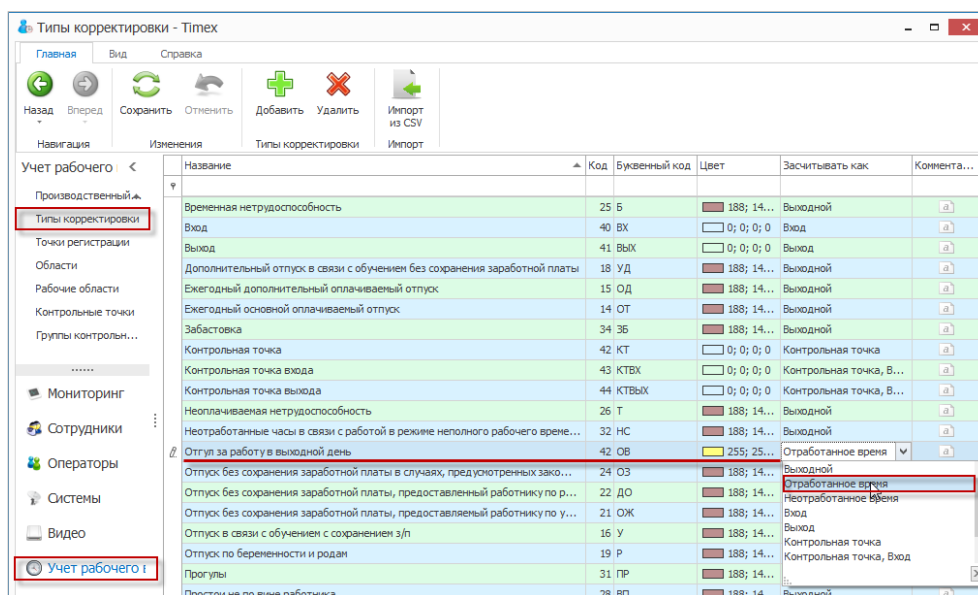 Типы корректировки - Timex
Главная Вид Справка
Назад Вперед Сохранить Отменить Добавить Удалить Импорт из CSV
Навигация Изменения Типы корректировки Импорт
Учет рабочего
Производственный
Типы корректировки
Точки регистрации
Области
Рабочие области
Контрольные точки
Группы контрольн...
Мониторинг
Сотрудники
Операторы
Системы
Видео
Учет рабочего в
Название Код Буквенный код Цвет Засчитывать как Коммента...
Временная нетрудоспособность 25 Б 188; 14... Выходной a
Вход 40 ВХ 0; 0; 0; 0 Вход a
Выход 41 ВЫХ 0; 0; 0; 0 Выход a
Дополнительный отпуск в связи с обучением без сохранения заработной платы 18 УД 188; 14... Выходной a
Ежегодный дополнительный оплачиваемый отпуск 15 ОД 188; 14... Выходной a
Ежегодный основной оплачиваемый отпуск 14 ОТ 188; 14... Выходной a
Забастовка 34 ЗБ 188; 14... Выходной a
Контрольная точка 42 КТ 0; 0; 0; 0 Контрольная точка a
Контрольная точка входа 43 КТВХ 0; 0; 0; 0 Контрольная точка, В... a
Контрольная точка выхода 44 КТВЫХ 0; 0; 0; 0 Контрольная точка, В... a
Неоплачиваемая нетрудоспособность 26 Т 188; 14... Выходной a
Неотработанные часы в связи с работой в режиме неполного рабочего време... 32 НС 188; 14... Выходной a
Отгул за работу в выходной день 42 ОВ 255; 25... Отработанное время a
Отпуск без сохранения заработной платы в случаях, предусмотренных зако... 24 ОЗ 188; 14...
Отпуск без сохранения заработной платы, предоставленный работнику по р... 22 ДО 188; 14...
Отпуск без сохранения заработной платы, предоставляемый работнику по у... 21 ОЖ 188; 14...
Отпуск в связи с обучением с сохранением з/п 16 У 188; 14...
Отпуск по беременности и родам 19 Р 188; 14...
Прогулы 31 ПР 188; 14...
Простои не по вине работника 28 ВП 188; 14... Выходной a
Выходной
Отработанное время
Неотработанное время
Вход
Выход
Контрольная точка
Контрольная точка, Вход